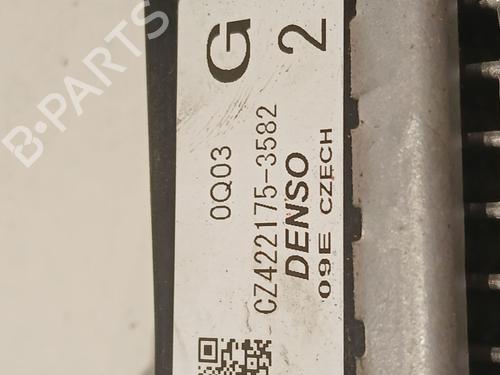 G
2
0Q03
CZ422175-3582
DENSO
09E CZECH
B-PARTS